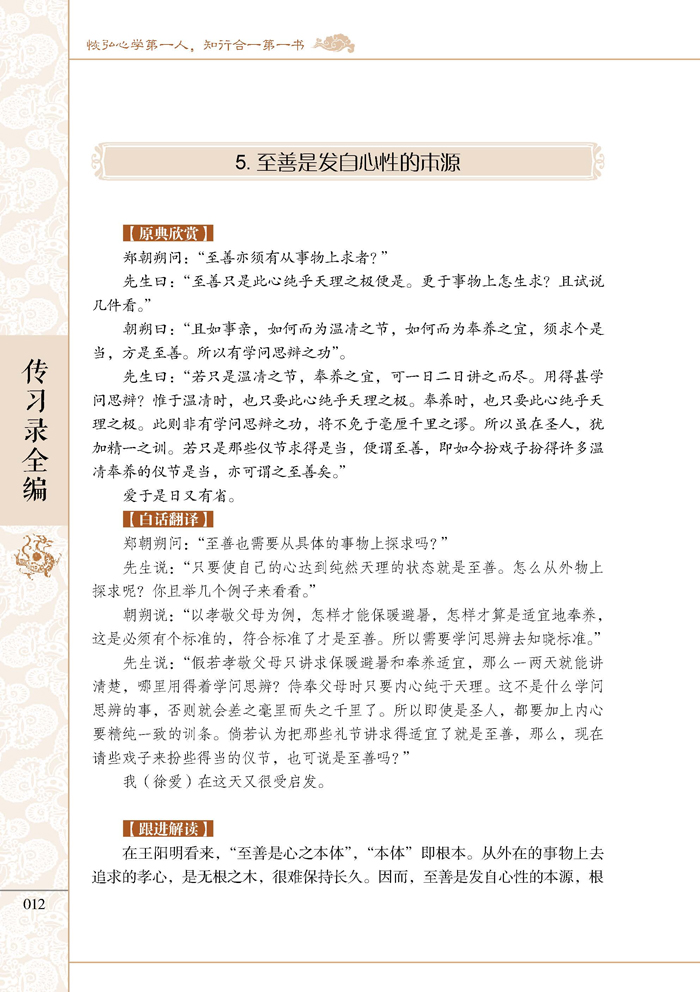 恢弘心学第一人，知行合一第一书
传习录全编
5. 至善是发自心性的本源
【原典欣赏】
郑朝朔问：“至善亦须有从事物上求者？”
先生曰：“至善只是此心纯乎天理之极便是。更于事物上怎生求？且试说
几件看。”
朝朔曰：“且如事亲，如何而为温凊之节，如何而为奉养之宜，须求个是
当，方是至善。所以有学问思辩之功”。
先生曰：“若只是温凊之节，奉养之宜，可一日二日讲之而尽。用得甚学
问思辩？惟于温凊时，也只要此心纯乎天理之极。奉养时，也只要此心纯乎天
理之极。此则非有学问思辩之功，将不免于毫厘千里之谬。所以虽在圣人，犹
加精一之训。若只是那些仪节求得是当，便谓至善，即如今扮戏子扮得许多温
凊奉养的仪节是当，亦可谓之至善矣。”
爱于是日又有省。
【白话翻译】
郑朝朔问：“至善也需要从具体的事物上探求吗？”
先生说：“只要使自己的心达到纯然天理的状态就是至善。怎么从外物上
探求呢？你且举几个例子来看看。”
朝朔说：“以孝敬父母为例，怎样才能保暖避暑，怎样才算是适宜地奉养，
这是必须有个标准的，符合标准了才是至善。所以需要学问思辨去知晓标准。”
先生说：“假若孝敬父母只讲求保暖避暑和奉养适宜，那么一两天就能讲
清楚，哪里用得着学问思辨？侍奉父母时只要内心纯于天理。这不是什么学问
思辨的事，否则就会差之毫里而失之千里了。所以即使是圣人，都要加上内心
要精纯一致的训条。倘若认为把那些礼节讲求得适宜了就是至善，那么，现在
请些戏子来扮些得当的仪节，也可说是至善吗？”
我（徐爱）在这天又很受启发。
【跟进解读】
在王阳明看来，“至善是心之本体”，“本体”即根本。从外在的事物上去
追求的孝心，是无根之木，很难保持长久。因而，至善是发自心性的本源，根
012